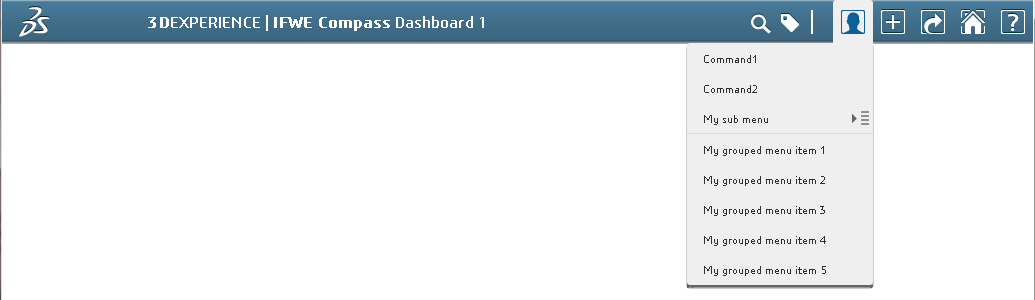 3DEXPERIENCE | IFWE Compass Dashboard 1
Command1
Command2
My sub menu
My grouped menu item 1
My grouped menu item 2
My grouped menu item 3
My grouped menu item 4
My grouped menu item 5